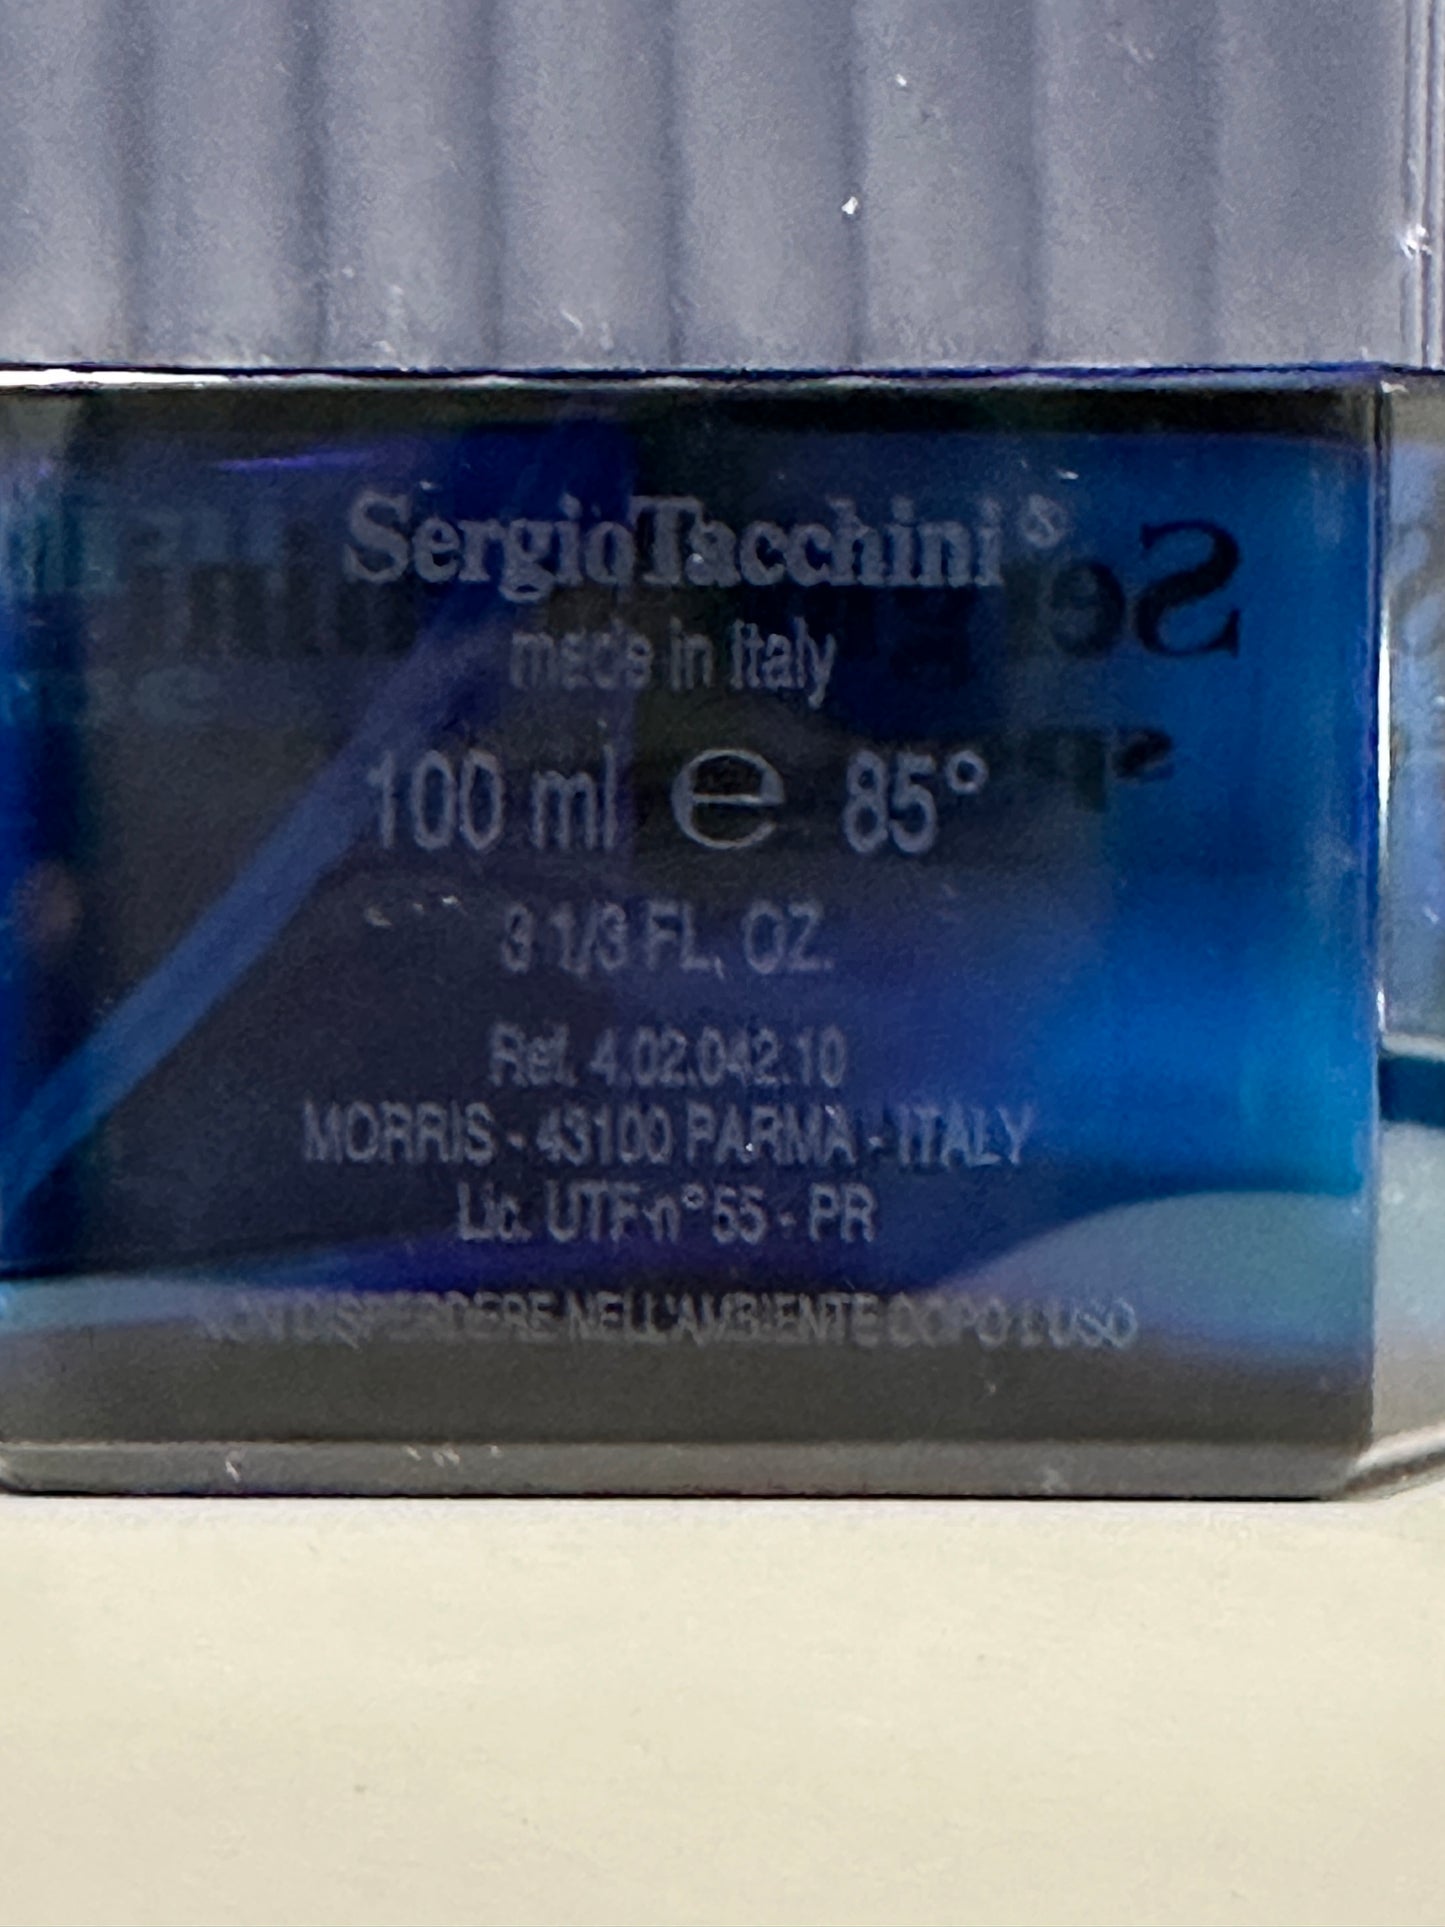 SergioTacchini®
made in Italy
100 ml e 85°
3 1/3 FL. OZ.
Ref. 4.02.042.10
MORRIS - 43100 PARMA - ITALY
Lic. UTF n° 55 - PR
NON DISPERDERE NELL'AMBIENTE DOPO L'USO